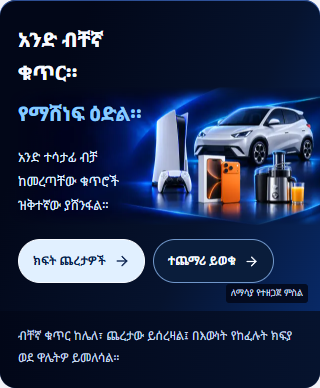 አንድ ብቸኛ
ቁጥር።
የማሸነፍ ዕድል።
አንድ ተሳታፊ ብቻ
ከመረጣቸው ቁጥሮች
ዝቅተኛው ያሸንፋል።
ክፍት ጨረታዎች →
ተጨማሪ ይወቁ →
ለማሳያ የተዘጋጀ ምስል
ብቸኛ ቁጥር ከሌለ፣ ጨረታው ይሰረዛል፤ በእውነት የከፈሉት ክፍያ
ወደ ዋሌትዎ ይመለሳል።